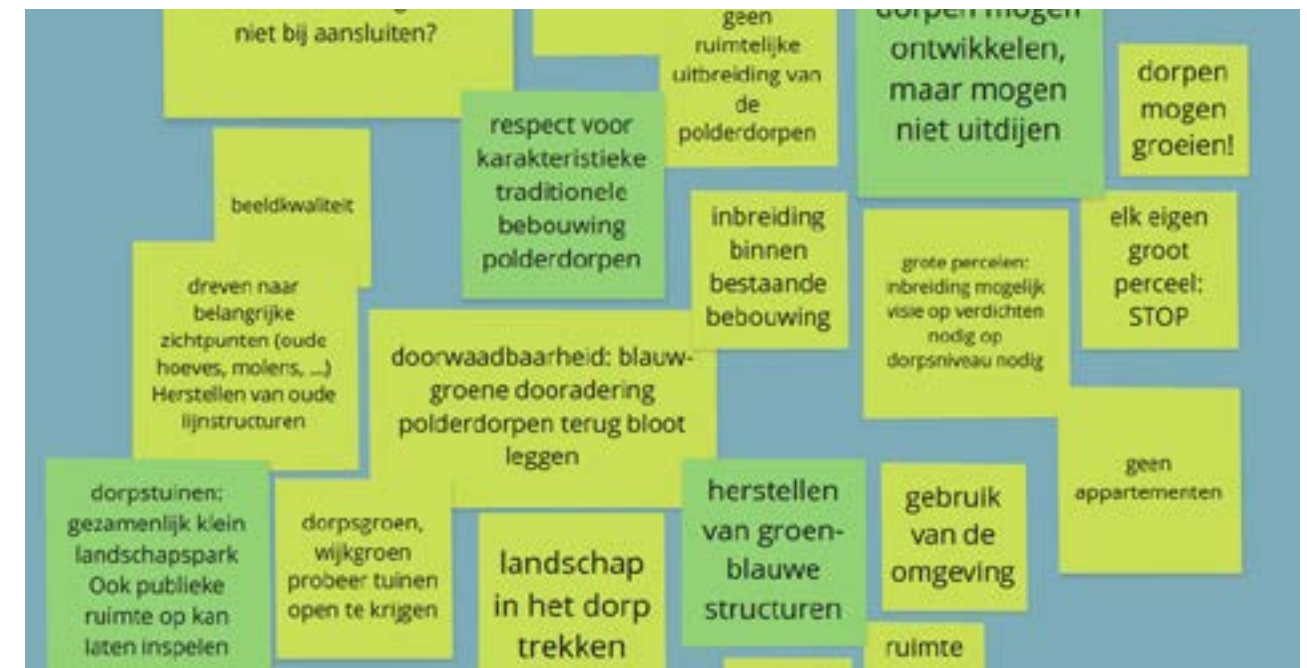 niet bij aansluiten?
geen
ruimtelijke
uitbreiding van
de
polderdorpen
dorpen mogen
ontwikkelen,
maar mogen
niet uitdijen
dorpen
mogen
groeien!
respect voor
karakteristieke
traditionele
bebouwing
polderdorpen
beeldkwaliteit
inbreiding
binnen
bestaande
bebouwing
grote percelen:
inbreiding mogelijk
visie op verdichten
nodig op
dorpsniveau nodig
elk eigen
groot
perceel:
STOP
dreven naar
belangrijke
zichtpunten (oude
hoeves, molens, ...)
Herstellen van oude
lijnstructuren
doorwaadbaarheid: blauw-
groene dooradering
polderdorpen terug bloot
leggen
geen
appartementen
dorpstuinen:
gezamenlijk klein
landschapspark
Ook publieke
ruimte op kan
laten inspelen
dorpsgroen,
wijkgroen
probeer tuinen
open te krijgen
landschap
in het dorp
trekken
herstellen
van groen-
blauwe
structuren
gebruik
van de
omgeving
ruimte